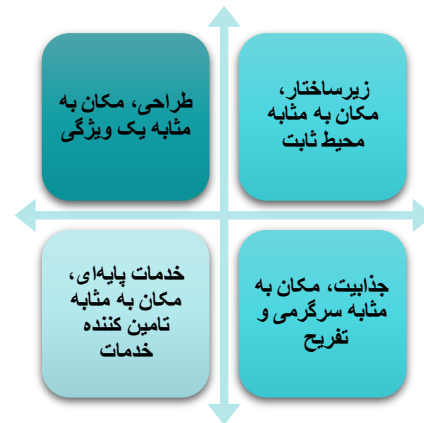 زیرساختار،
مکان به مثابه
محیط ثابت
طراحی، مکان به
مثابه یک ویژگی
جذابیت، مکان به
مثابه سرگرمی و
تفریح
خدمات پایه‌ای،
مکان به مثابه
تامین کننده
خدمات